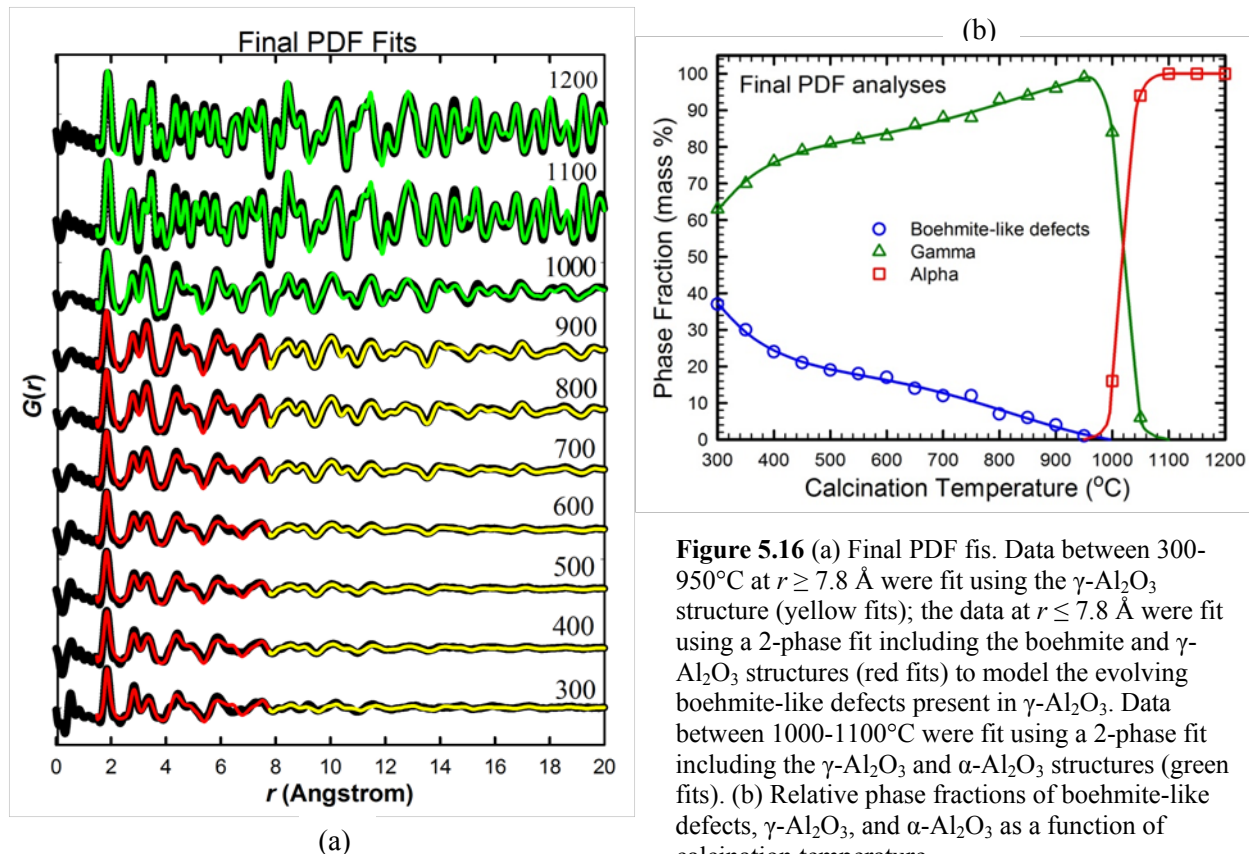 Final PDF Fits
1200
1100
1000
900
800
700
600
500
400
300
G(r)
0 2 4 6 8 10 12 14 16 18 20
r (Angstrom)
(a)
(b)
Final PDF analyses
100
90
80
70
60
50
40
30
20
10
0
Phase Fraction (mass %)
Boehmite-like defects
Gamma
Alpha
300 400 500 600 700 800 900 1000 1100 1200
Calcination Temperature (°C)
Figure 5.16 (a) Final PDF fis. Data between 300-
950°C at r ≥ 7.8 Å were fit using the γ-Al₂O₃
structure (yellow fits); the data at r ≤ 7.8 Å were fit
using a 2-phase fit including the boehmite and γ-
Al₂O₃ structures (red fits) to model the evolving
boehmite-like defects present in γ-Al₂O₃. Data
between 1000-1100°C were fit using a 2-phase fit
including the γ-Al₂O₃ and α-Al₂O₃ structures (green
fits). (b) Relative phase fractions of boehmite-like
defects, γ-Al₂O₃, and α-Al₂O₃ as a function of